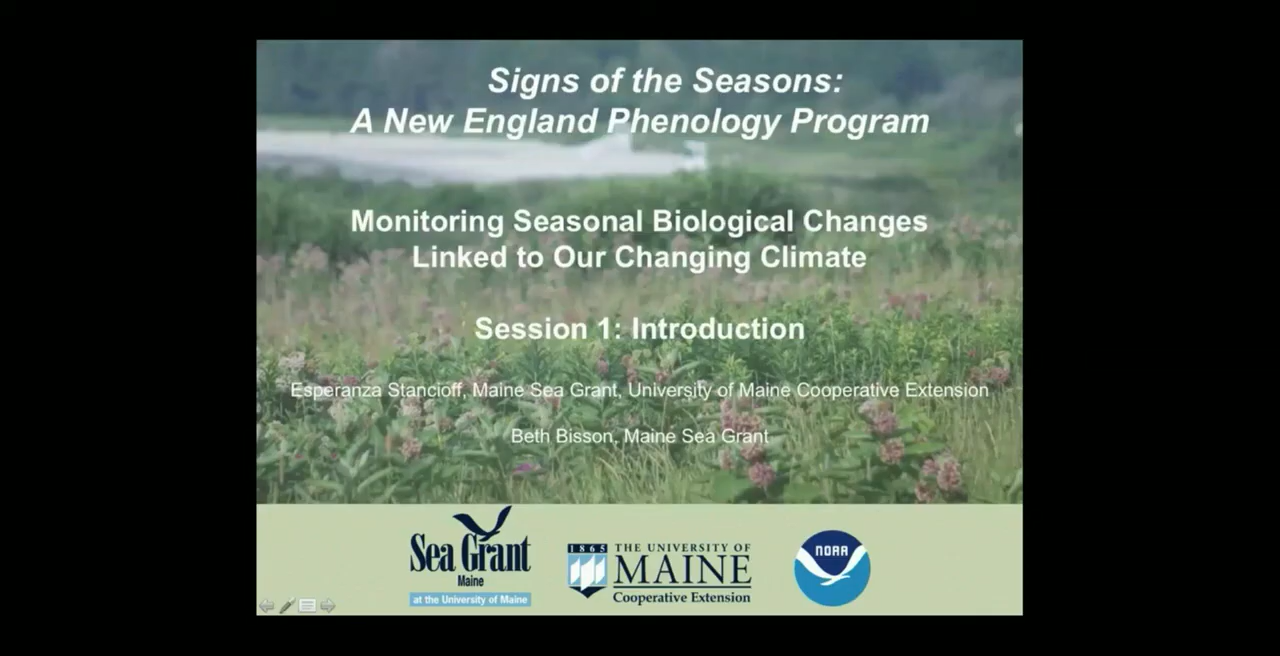 Signs of the Seasons:
A New England Phenology Program
Monitoring Seasonal Biological Changes
Linked to Our Changing Climate
Session 1: Introduction
Esperanza Stancioff, Maine Sea Grant, University of Maine Cooperative Extension
Beth Bisson, Maine Sea Grant
Sea Grant
Maine
at the University of Maine
1865
THE UNIVERSITY OF
MAINE
Cooperative Extension
NOAA